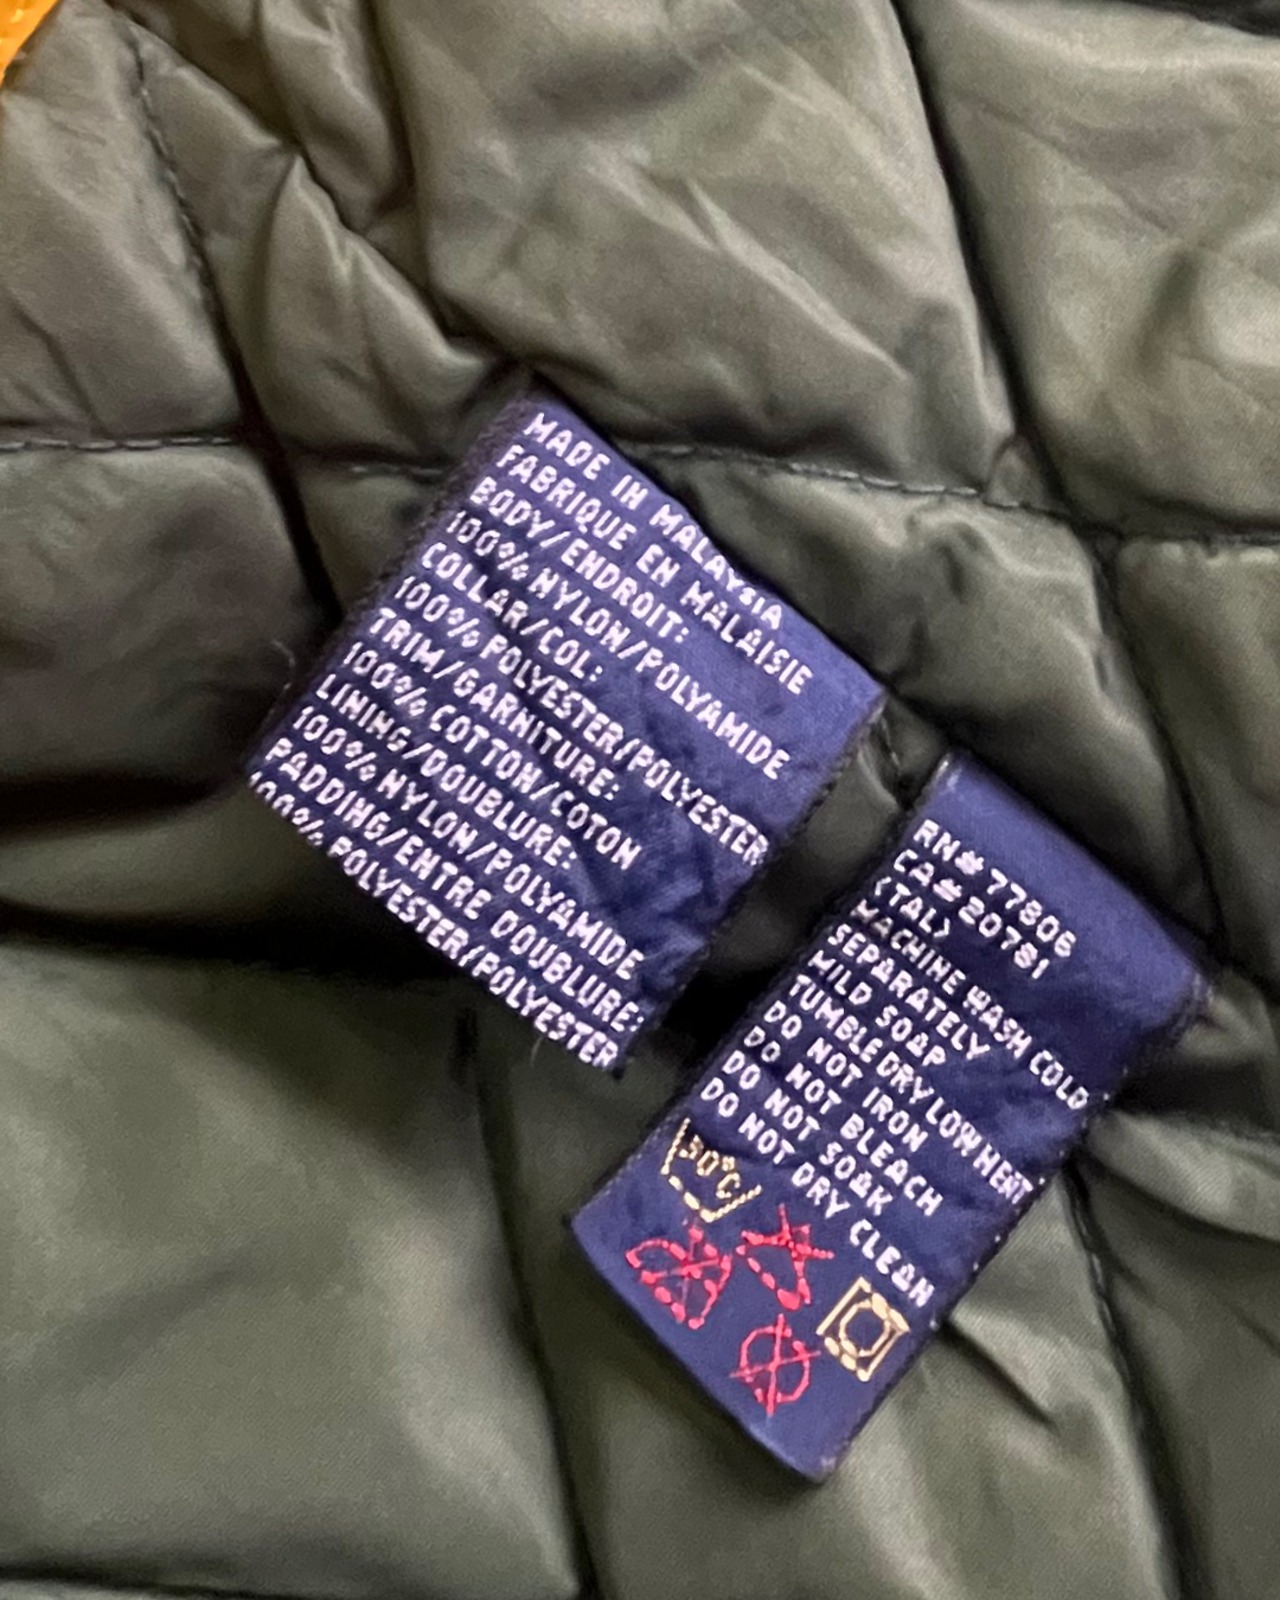 MADE IN MALAYSIA
FABRIQUE EN MALAISIE
BODY/ENDROIT:
100% NYLON/POLYAMIDE
COLLAR/COL:
100% POLYESTER/POLYESTER
TRIM/GARNITURE:
100% COTTON/COTON
LINING/DOUBLURE:
100% NYLON/POLYAMIDE
PADDING/ENTRE DOUBLURE:
100% POLYESTER/POLYESTER
RN# 77806
CA# 20781
(TAL)
MACHINE WASH COLD
SEPARATELY
MILD SOAP
TUMBLE DRY LOW HEAT
DO NOT IRON
DO NOT BLEACH
DO NOT SOAK
DO NOT DRY CLEAN
30°C